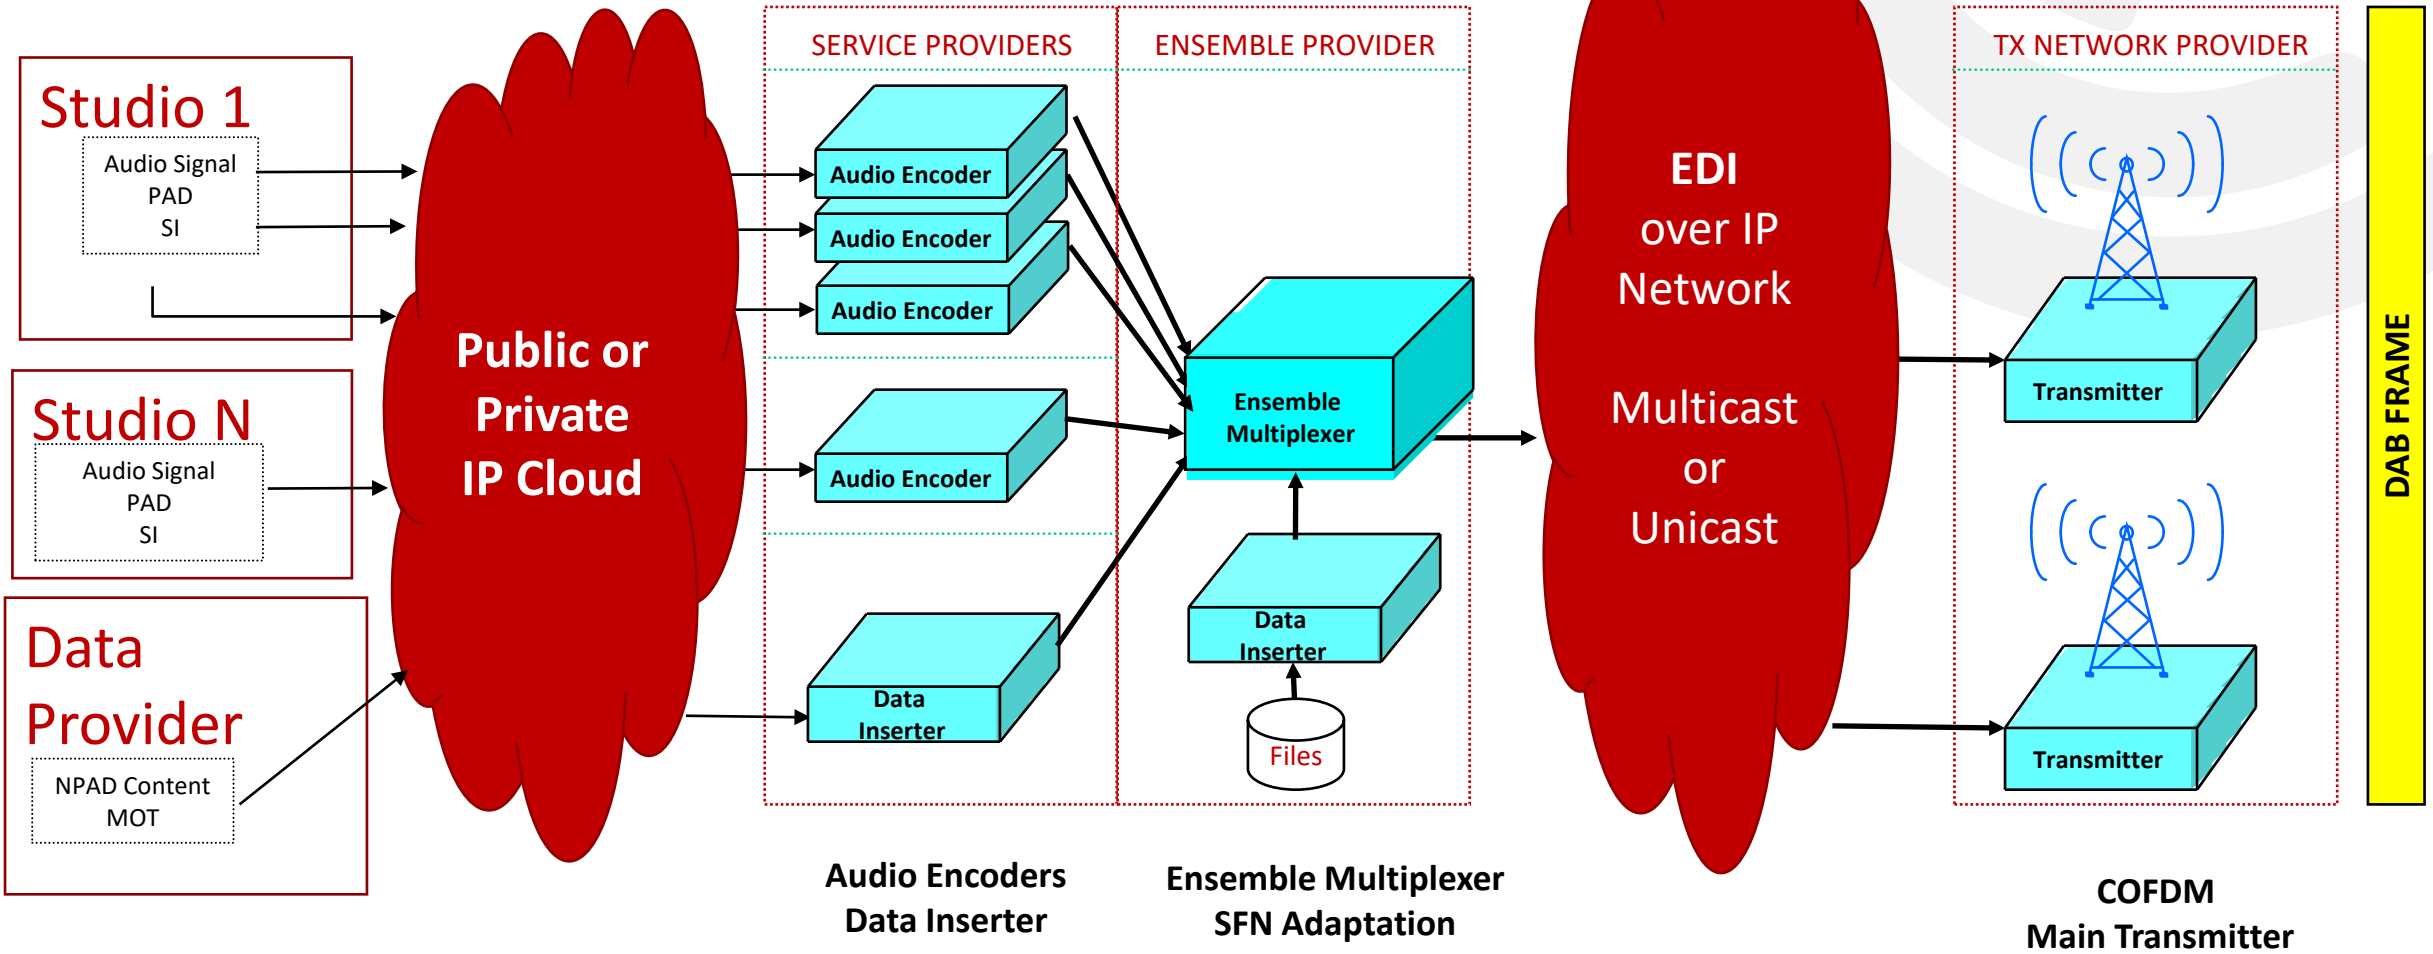 Studio 1
Audio Signal
PAD
SI
Studio N
Audio Signal
PAD
SI
Data
Provider
NPAD Content
MOT
Public or
Private
IP Cloud
SERVICE PROVIDERS
Audio Encoder
Audio Encoder
Audio Encoder
Audio Encoder
Data
Inserter
Audio Encoders
Data Inserter
ENSEMBLE PROVIDER
Ensemble
Multiplexer
Data
Inserter
Files
Ensemble Multiplexer
SFN Adaptation
EDI
over IP
Network
Multicast
or
Unicast
TX NETWORK PROVIDER
Transmitter
Transmitter
COFDM
Main Transmitter
DAB FRAME